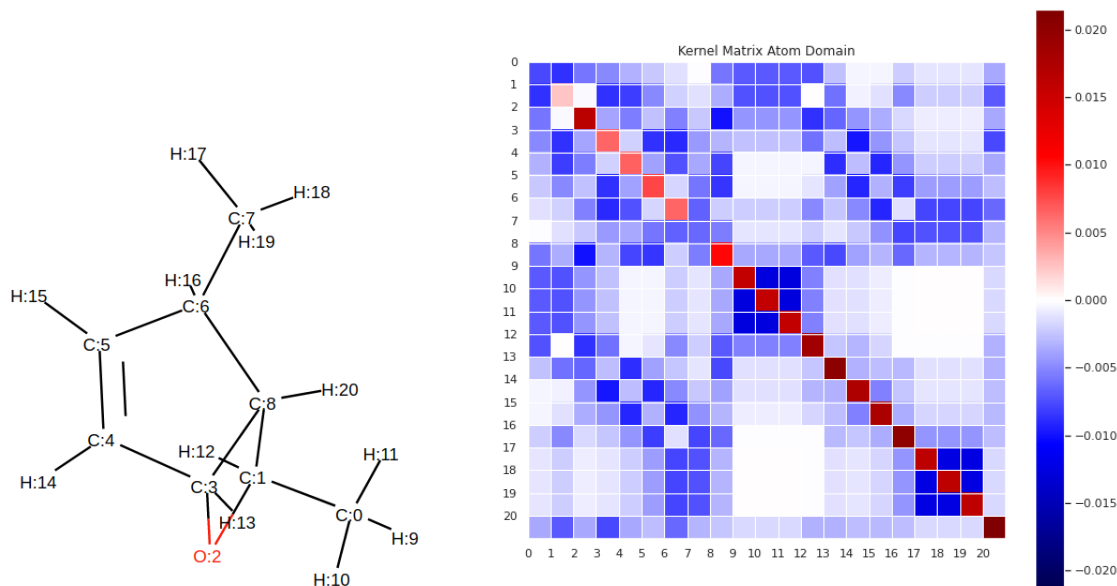 H:17
H:18
C:7
H:19
H:16
H:15
C:6
C:5
C:8
H:20
C:4
H:12
H:11
C:1
H:14
C:3
C:0
H:13
H:9
O:2
H:10
Kernel Matrix Atom Domain
0
1
2
3
4
5
6
7
8
9
10
11
12
13
14
15
16
17
18
19
20
0 1 2 3 4 5 6 7 8 9 10 11 12 13 14 15 16 17 18 19 20
0.020
0.015
0.010
0.005
0.000
−0.005
−0.010
−0.015
−0.020